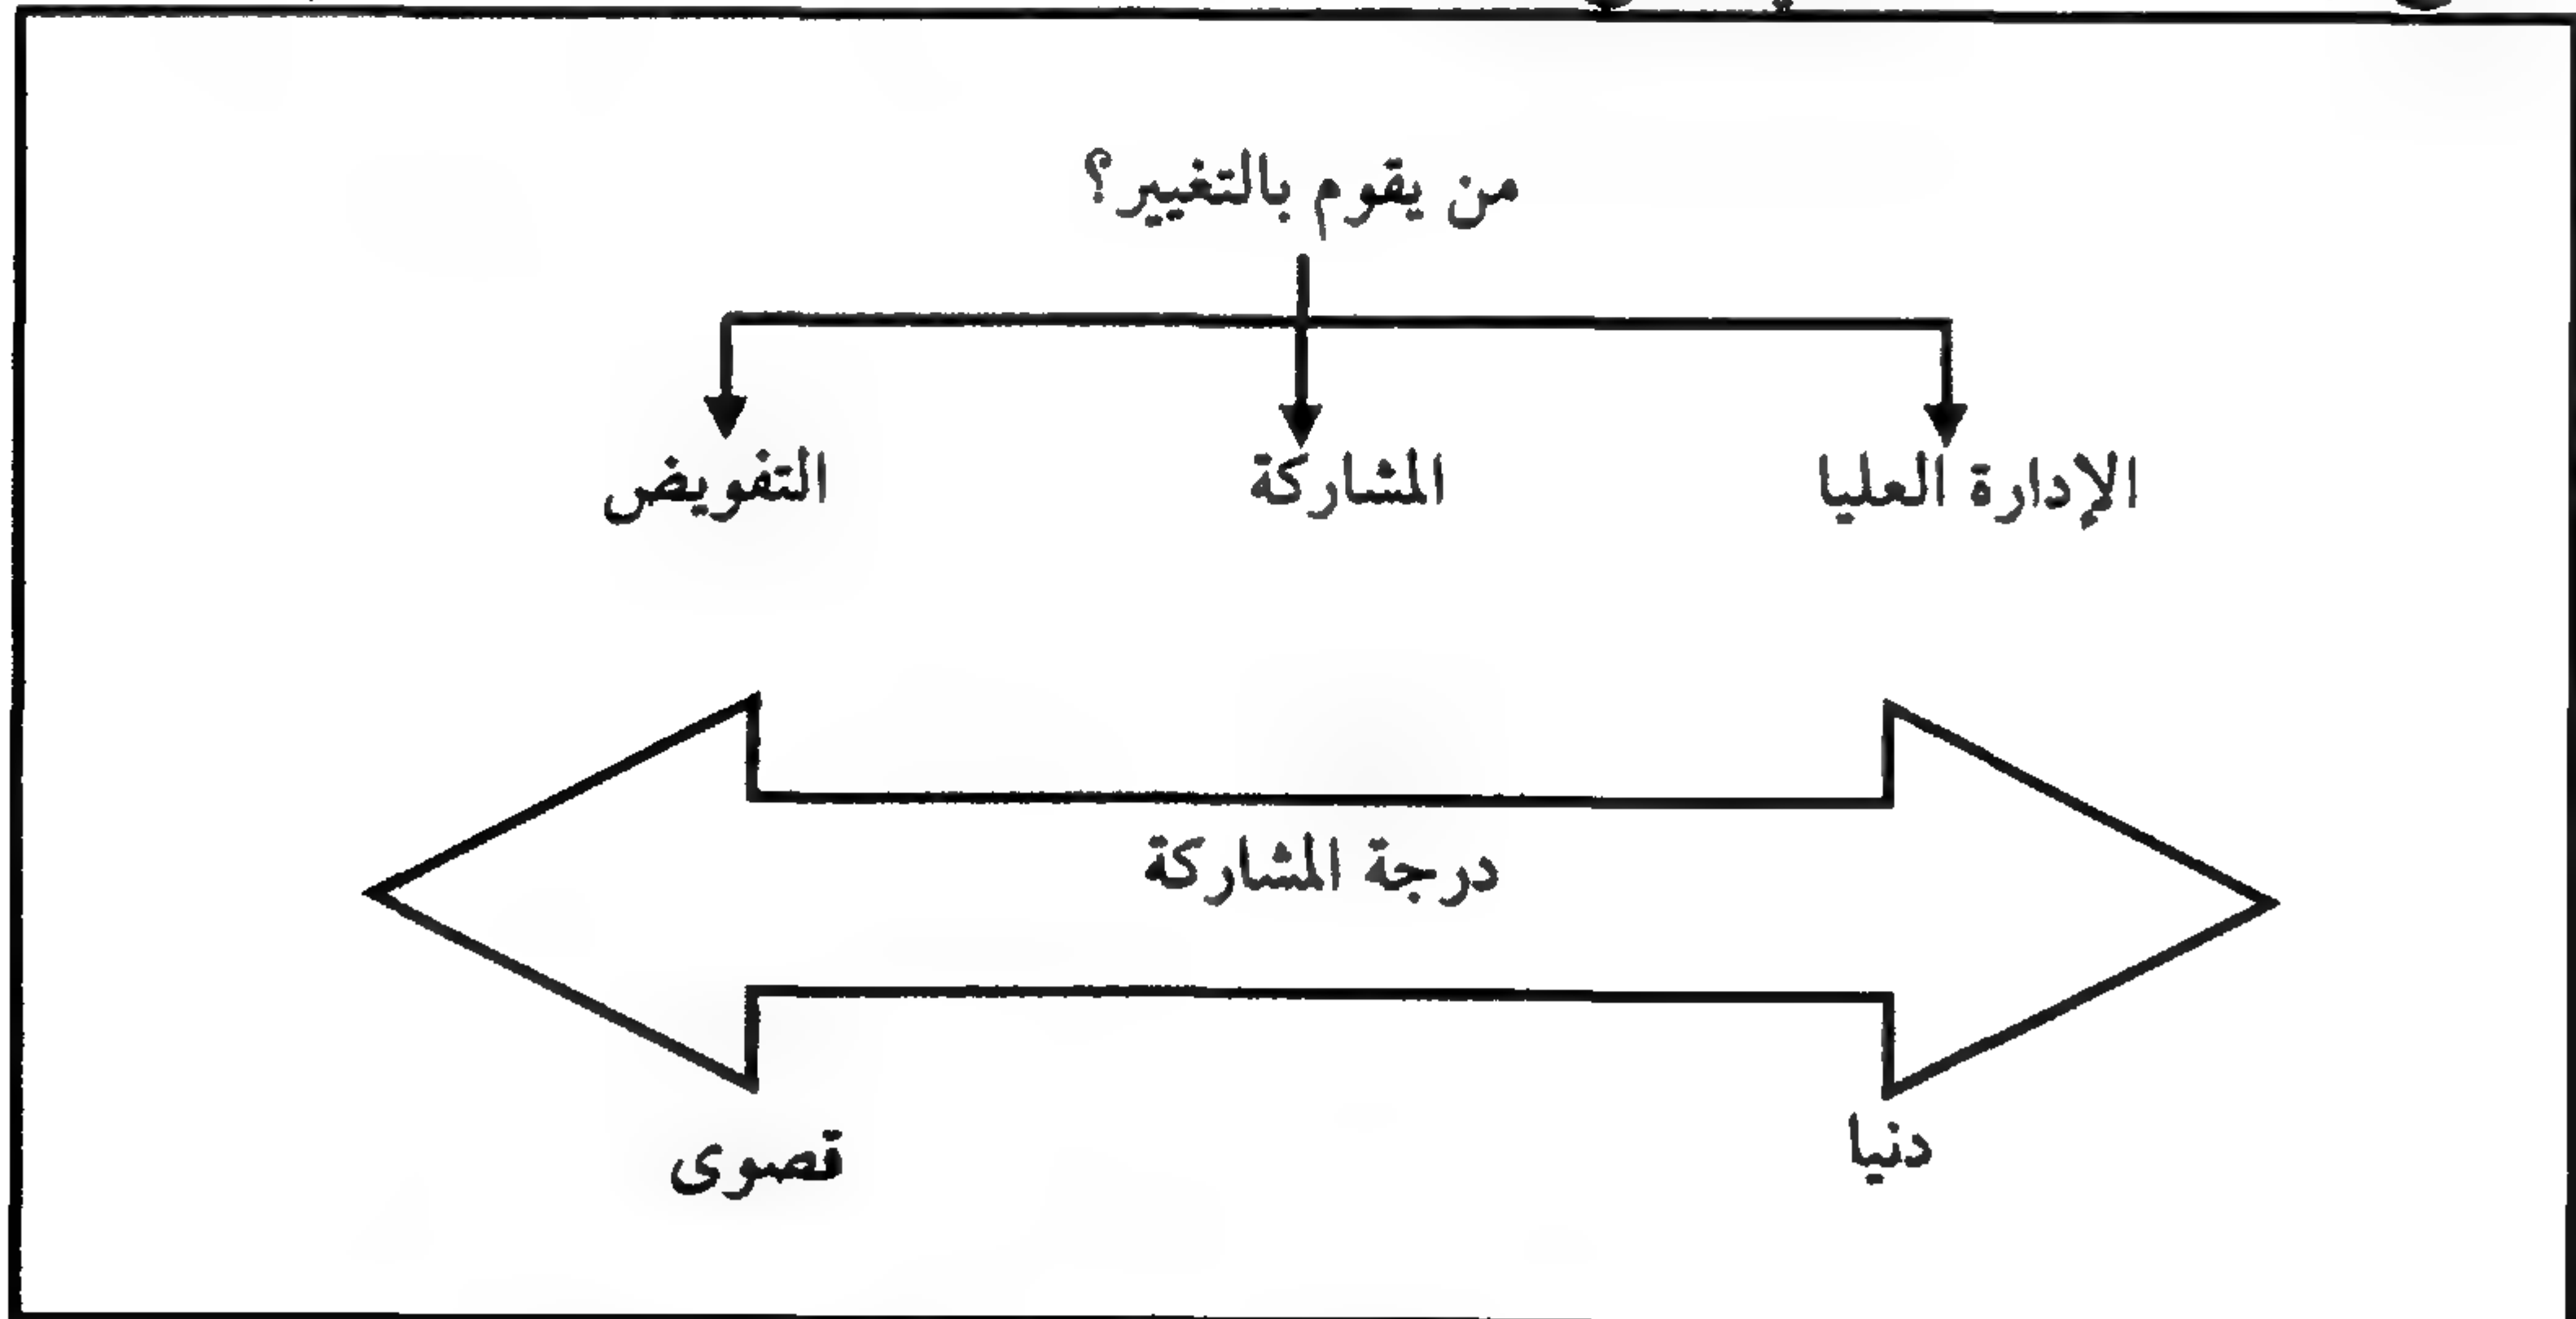 من يقوم بالتغيير؟
الإدارة العليا
المشاركة
التفويض
درجة المشاركة
دنيا
قصوى